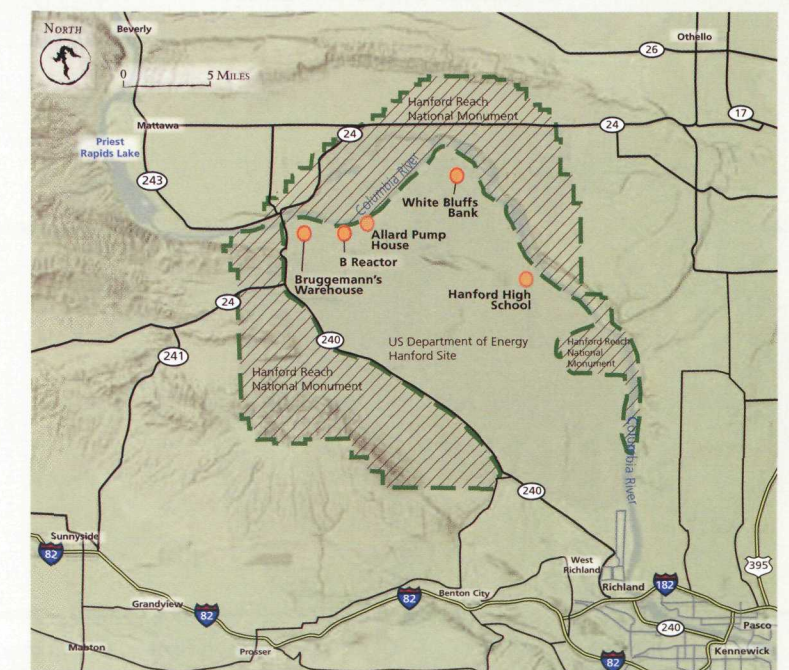 NORTH
0 5 MILES
Beverly
Othello
26
17
Hanford Reach
National Monument
24
24
Mattawa
Priest
Rapids Lake
243
Columbia River
White Bluffs
Bank
Allard Pump
House
B Reactor
Bruggemann's
Warehouse
Hanford High
School
24
241
240
US Department of Energy
Hanford Site
Hanford Reach
National
Monument
Hanford Reach
National Monument
Columbia River
240
Sunnyside
82
West
Richland
395
Richland
182
Grandview
82
82
Benton City
240
Pasco
Mabton
Prosser
82
Kennewick